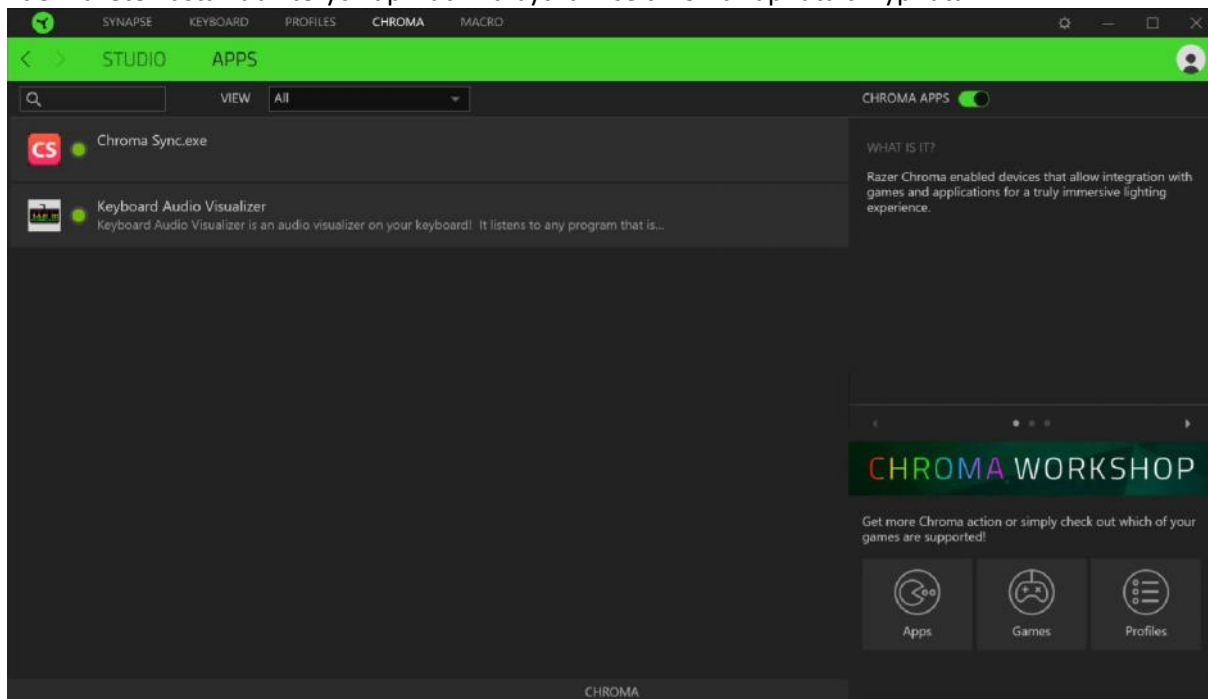 SYNAPSE KEYBOARD PROFILES CHROMA MACRO
STUDIO APPS
VIEW All
CHROMA APPS
CS
Chroma Sync.exe
Keyboard Audio Visualizer
Keyboard Audio Visualizer is an audio visualizer on your keyboard! It listens to any program that is...
WHAT IS IT?
Razer Chroma enabled devices that allow integration with
games and applications for a truly immersive lighting
experience.
CHROMA WORKSHOP
Get more Chroma action or simply check out which of your
games are supported!
Apps Games Profiles
CHROMA